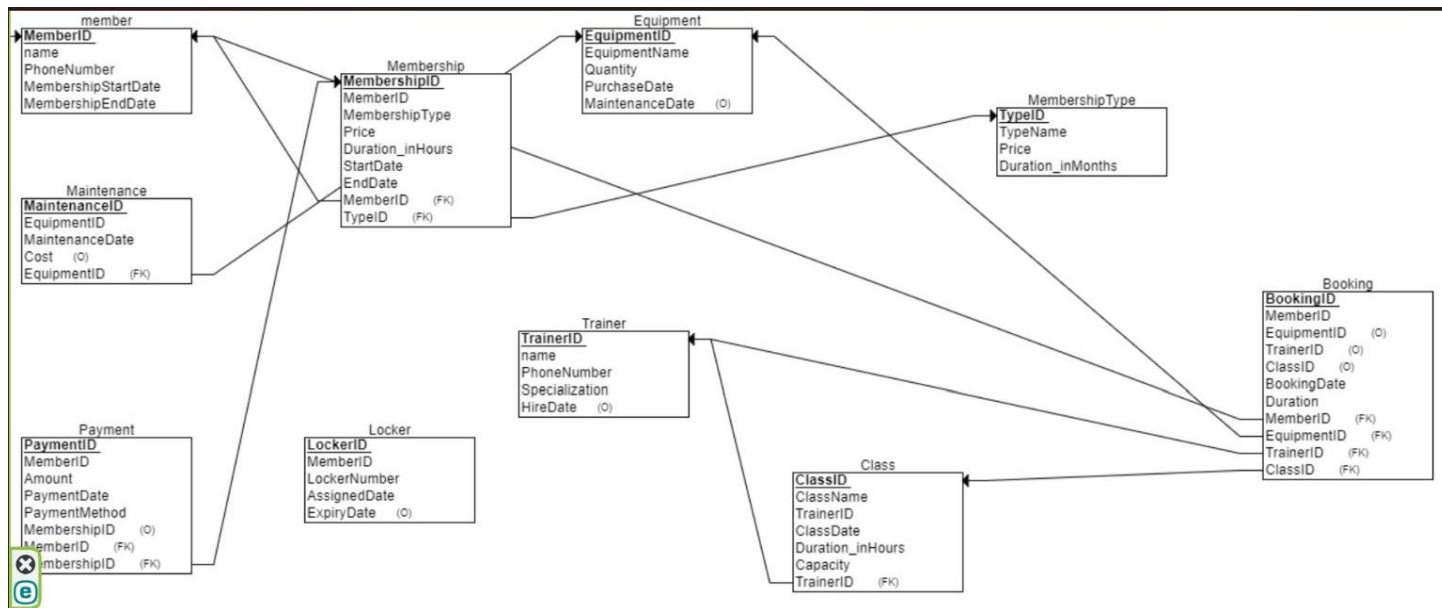 member
MemberID
name
PhoneNumber
MembershipStartDate
MembershipEndDate
Membership
MembershipID
MemberID
MembershipType
Price
Duration_inHours
StartDate
EndDate
MemberID (FK)
TypeID (FK)
Equipment
EquipmentID
EquipmentName
Quantity
PurchaseDate
MaintenanceDate (O)
MembershipType
TypeID
TypeName
Price
Duration_inMonths
Maintenance
MaintenanceID
EquipmentID
MaintenanceDate
Cost (O)
EquipmentID (FK)
Trainer
TrainerID
name
PhoneNumber
Specialization
HireDate (O)
Booking
BookingID
MemberID
EquipmentID (O)
TrainerID (O)
ClassID (O)
BookingDate
Duration
MemberID (FK)
EquipmentID (FK)
TrainerID (FK)
ClassID (FK)
Payment
PaymentID
MemberID
Amount
PaymentDate
PaymentMethod
MembershipID (O)
MemberID (FK)
mbershipID (FK)
Locker
LockerID
MemberID
LockerNumber
AssignedDate
ExpiryDate (O)
Class
ClassID
ClassName
TrainerID
ClassDate
Duration_inHours
Capacity
TrainerID (FK)
e